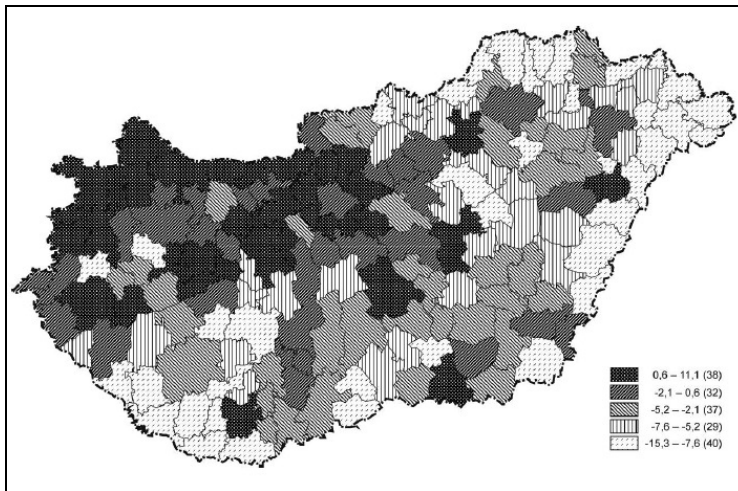 0,6 – 11,1 (38)
-2,1 – 0,6 (32)
-5,2 – -2,1 (37)
-7,6 – -5,2 (29)
-15,3 – -7,6 (40)